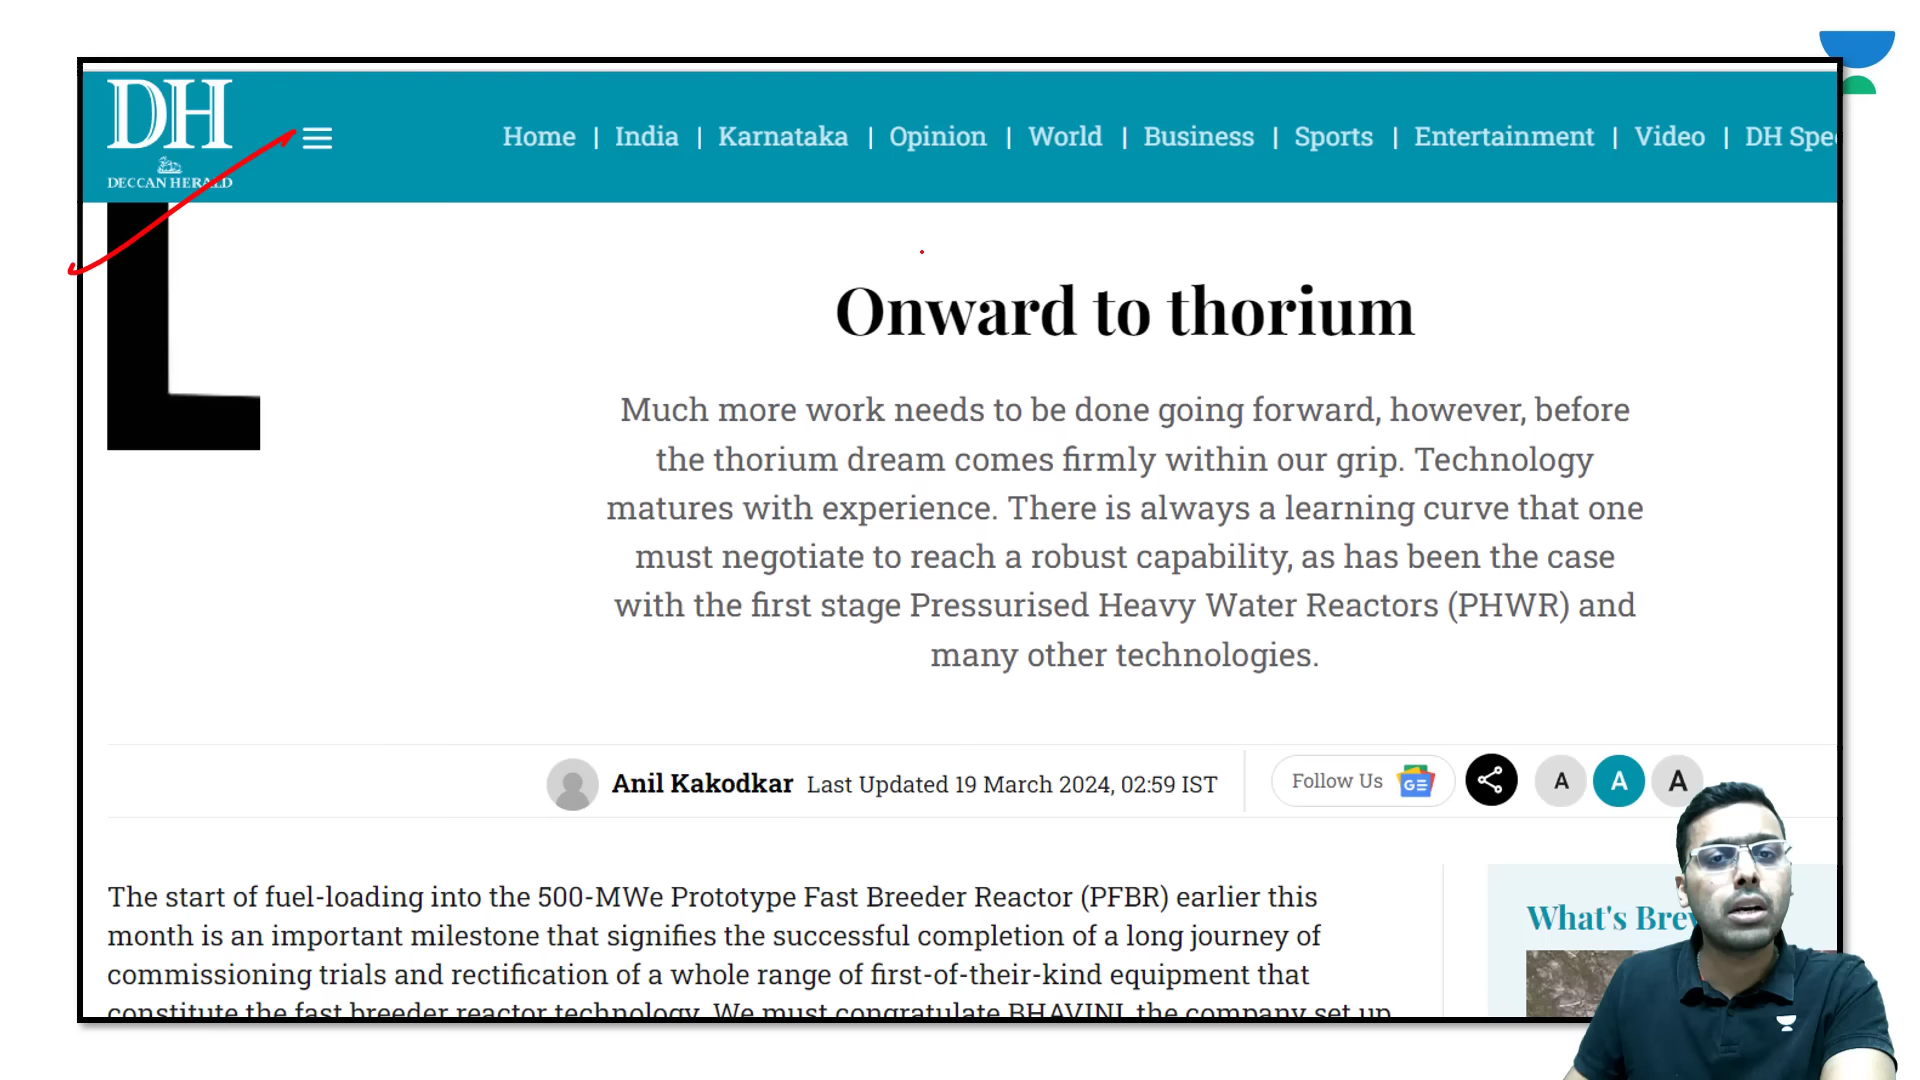 DH
DECCAN HERALD
Home | India | Karnataka | Opinion | World | Business | Sports | Entertainment | Video | DH Spec
Onward to thorium
Much more work needs to be done going forward, however, before
the thorium dream comes firmly within our grip. Technology
matures with experience. There is always a learning curve that one
must negotiate to reach a robust capability, as has been the case
with the first stage Pressurised Heavy Water Reactors (PHWR) and
many other technologies.
Anil Kakodkar Last Updated 19 March 2024, 02:59 IST
Follow Us GE
A A A
The start of fuel-loading into the 500-MWe Prototype Fast Breeder Reactor (PFBR) earlier this
month is an important milestone that signifies the successful completion of a long journey of
commissioning trials and rectification of a whole range of first-of-their-kind equipment that
constitute the fast breeder reactor technology. We must congratulate BHAVINI, the company set up
What's Brew